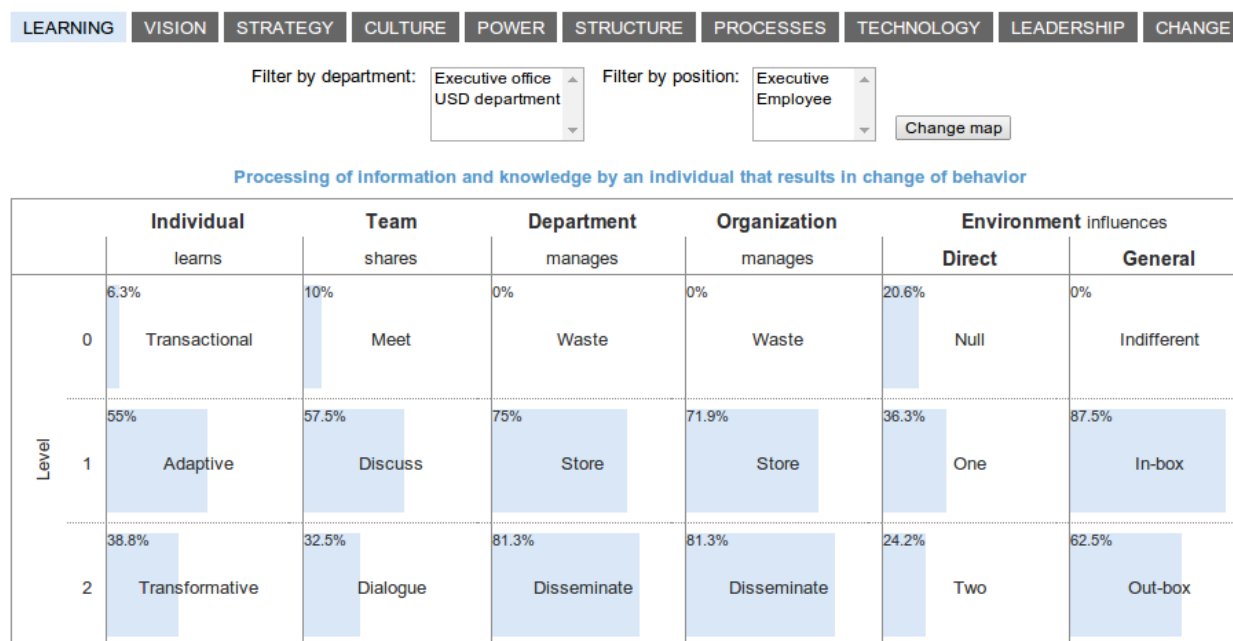 LEARNING VISION STRATEGY CULTURE POWER STRUCTURE PROCESSES TECHNOLOGY LEADERSHIP CHANGE
Filter by department: Executive office Filter by position: Executive
USD department Employee
Change map
Processing of information and knowledge by an individual that results in change of behavior
Individual Team Department Organization Environment influences
learns shares manages manages Direct General
6.3% 10% 0% 0% 20.6% 0%
0 Transactional Meet Waste Waste Null Indifferent
55% 57.5% 75% 71.9% 36.3% 87.5%
Level 1 Adaptive Discuss Store Store One In-box
38.8% 32.5% 81.3% 81.3% 24.2% 62.5%
2 Transformative Dialogue Disseminate Disseminate Two Out-box